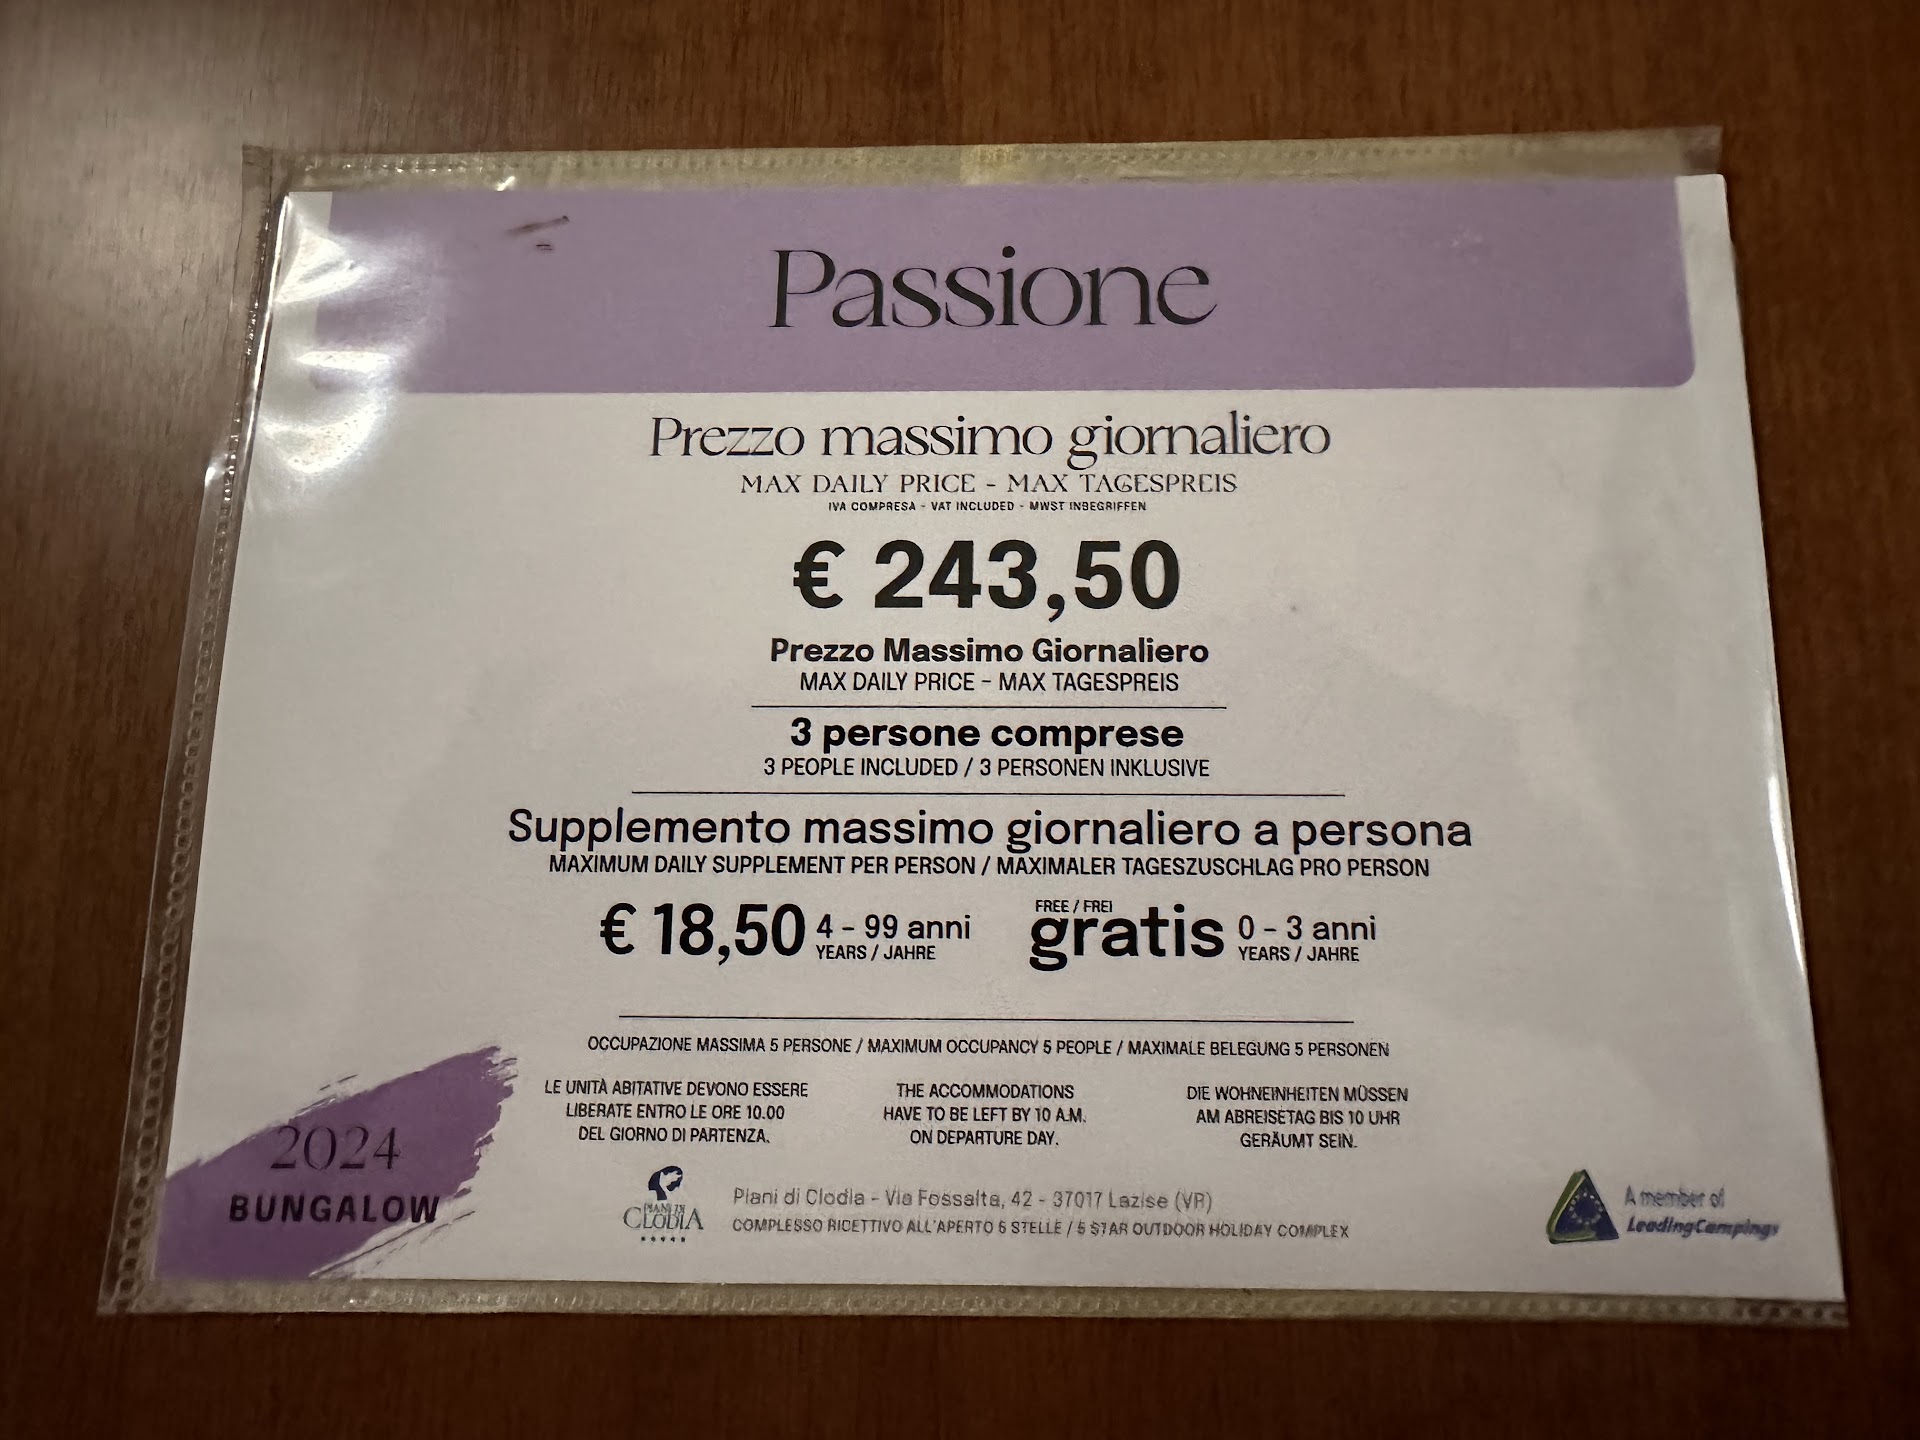 Passione
Prezzo massimo giornaliero
MAX DAILY PRICE - MAX TAGESPREIS
IVA COMPRESA - VAT INCLUDED - MWST INBEGRIFFEN
€ 243,50
Prezzo Massimo Giornaliero
MAX DAILY PRICE - MAX TAGESPREIS
3 persone comprese
3 PEOPLE INCLUDED / 3 PERSONEN INKLUSIVE
Supplemento massimo giornaliero a persona
MAXIMUM DAILY SUPPLEMENT PER PERSON / MAXIMALER TAGESZUSCHLAG PRO PERSON
€ 18,50 4 - 99 anni
YEARS / JAHRE
FREE / FREI
gratis 0 - 3 anni
YEARS / JAHRE
OCCUPAZIONE MASSIMA 5 PERSONE / MAXIMUM OCCUPANCY 5 PEOPLE / MAXIMALE BELEGUNG 5 PERSONEN
LE UNITÀ ABITATIVE DEVONO ESSERE
LIBERATE ENTRO LE ORE 10.00
DEL GIORNO DI PARTENZA.
THE ACCOMMODATIONS
HAVE TO BE LEFT BY 10 A.M.
ON DEPARTURE DAY.
DIE WOHNEINHEITEN MÜSSEN
AM ABREISETAG BIS 10 UHR
GERÄUMT SEIN.
2024
BUNGALOW
PIANI DI
CLODIA
Piani di Clodia - Via Fossalta, 42 - 37017 Lazise (VR)
COMPLESSO RICETTIVO ALL'APERTO 5 STELLE / 5 STAR OUTDOOR HOLIDAY COMPLEX
A member of
LeadingCampings